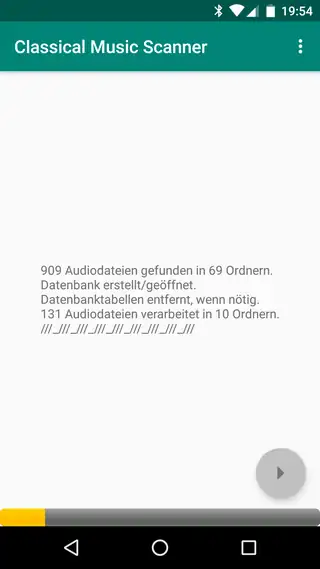 19:54
Classical Music Scanner
909 Audiodateien gefunden in 69 Ordnern.
Datenbank erstellt/geöffnet.
Datenbanktabellen entfernt, wenn nötig.
131 Audiodateien verarbeitet in 10 Ordnern.
///_///_///_///_///_///_///_///_///